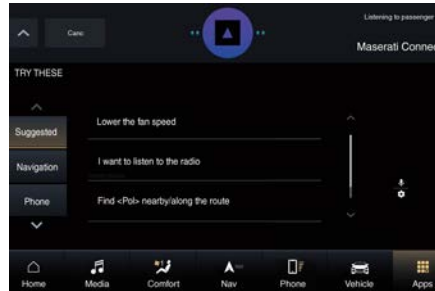 Listening to passenger
Canc
Maserati Connec
TRY THESE
Suggested
Navigation
Phone
Lower the fan speed
I want to listen to the radio
Find <PoI> nearby/along the route
Home
Media
Comfort
Nav
Phone
Vehicle
Apps